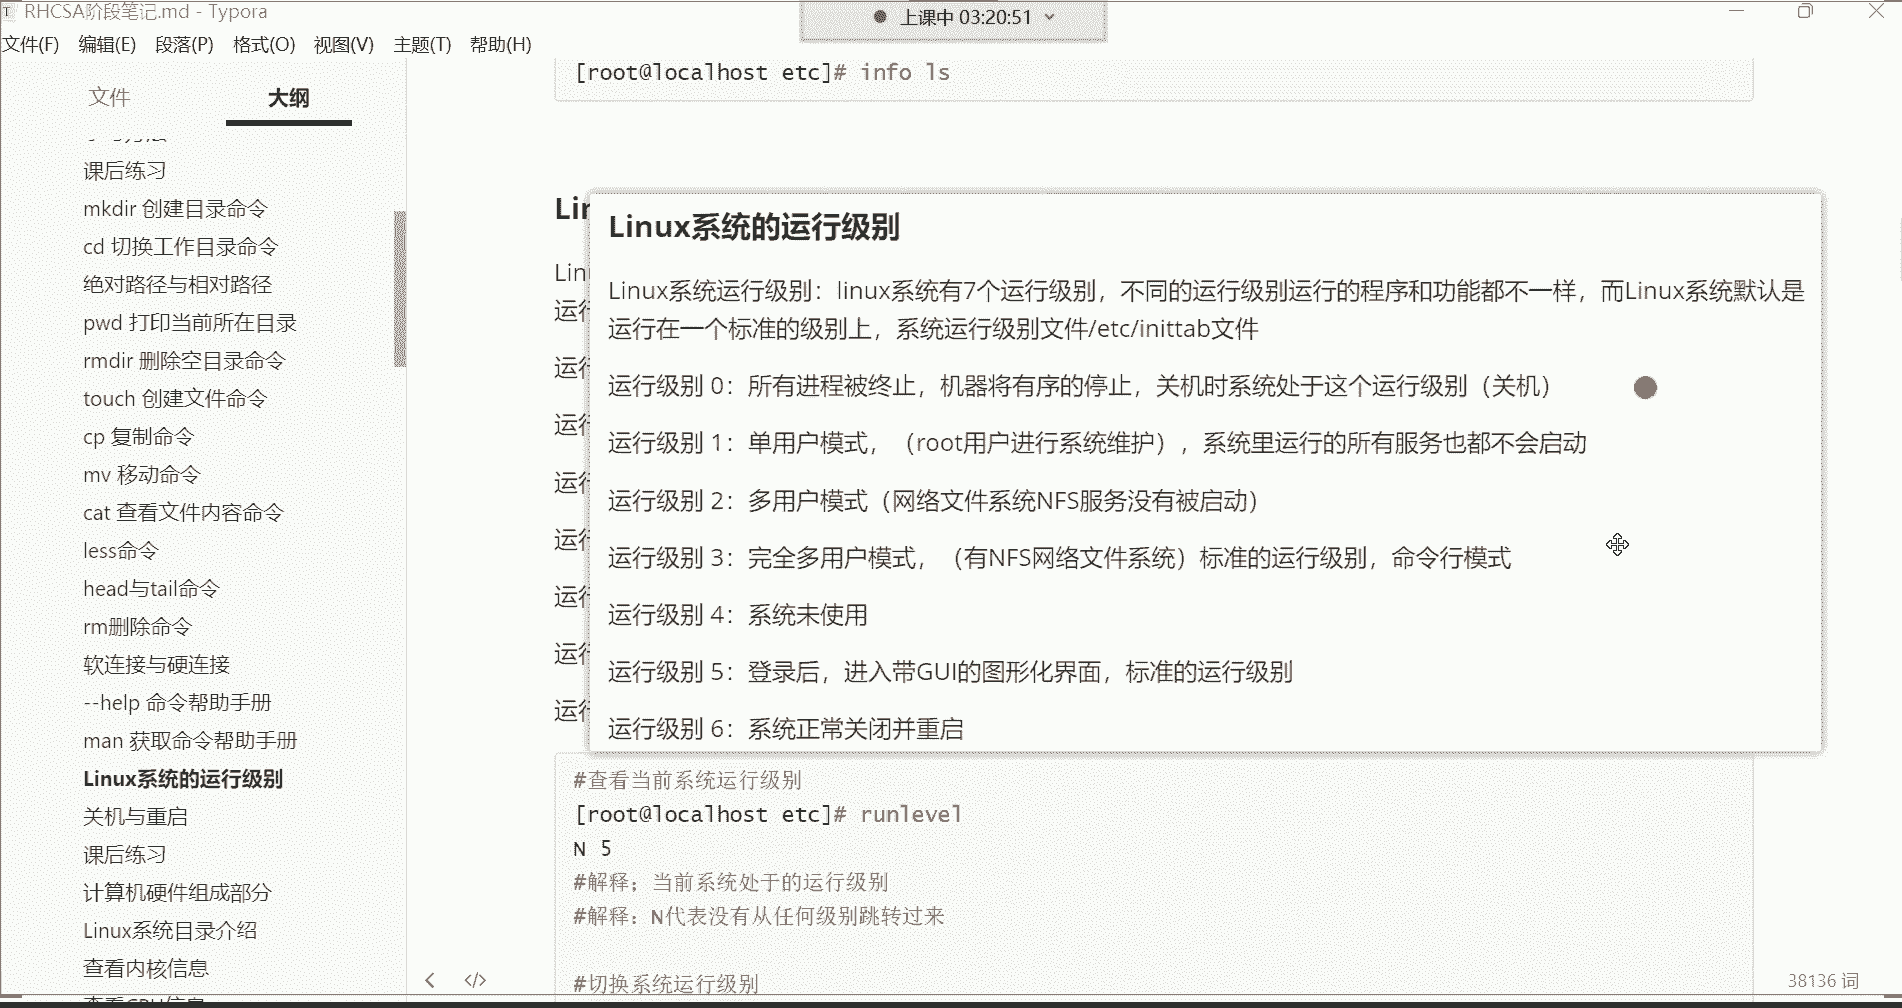 RHCSA阶段笔记.md - Typora
上课中 03:20:51
文件(F) 编辑(E) 段落(P) 格式(O) 视图(V) 主题(T) 帮助(H)
文件 大纲
课后练习
mkdir 创建目录命令
cd 切换工作目录命令
绝对路径与相对路径
pwd 打印当前所在目录
rmdir 删除空目录命令
touch 创建文件命令
cp 复制命令
mv 移动命令
cat 查看文件内容命令
less命令
head与tail命令
rm删除命令
软连接与硬连接
--help 命令帮助手册
man 获取命令帮助手册
Linux系统的运行级别
关机与重启
课后练习
计算机硬件组成部分
Linux系统目录介绍
查看内核信息
查看CPU信息
[root@localhost etc]# info ls
Lin
Lin
运行
运行
运行
运行
运行
运行
运行
运行
Linux系统的运行级别
Linux系统运行级别：linux系统有7个运行级别，不同的运行级别运行的程序和功能都不一样，而Linux系统默认是
运行在一个标准的级别上，系统运行级别文件/etc/inittab文件
运行级别 0：所有进程被终止，机器将有序的停止，关机时系统处于这个运行级别（关机）
运行级别 1：单用户模式，（root用户进行系统维护），系统里运行的所有服务也都不会启动
运行级别 2：多用户模式（网络文件系统NFS服务没有被启动）
运行级别 3：完全多用户模式，（有NFS网络文件系统）标准的运行级别，命令行模式
运行级别 4：系统未使用
运行级别 5：登录后，进入带GUI的图形化界面，标准的运行级别
运行级别 6：系统正常关闭并重启
#查看当前系统运行级别
[root@localhost etc]# runlevel
N 5
#解释；当前系统处于的运行级别
#解释：N代表没有从任何级别跳转过来
#切换系统运行级别
38136 词